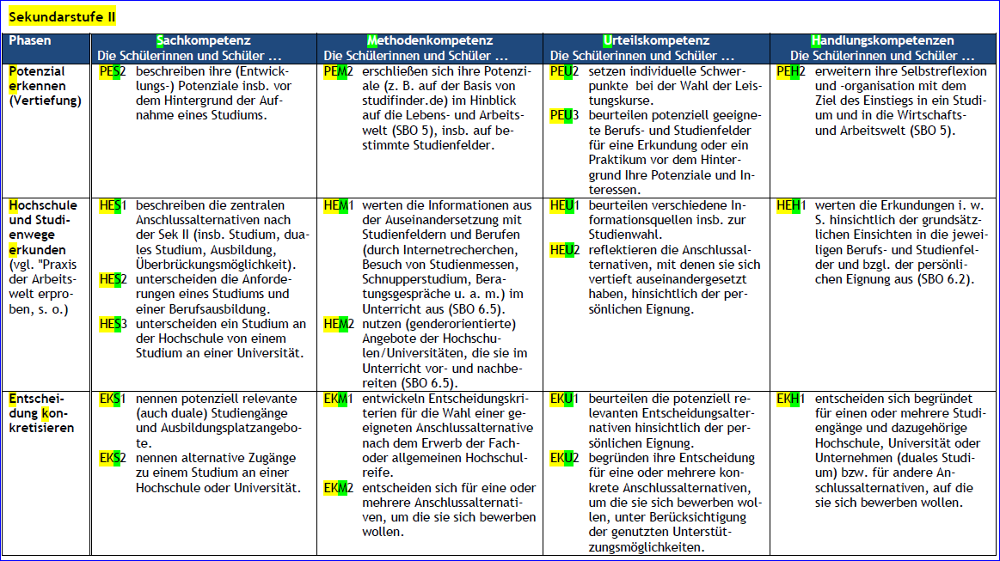 Sekundarstufe II
Phasen
Sachkompetenz
Die Schülerinnen und Schüler ...
Methodenkompetenz
Die Schülerinnen und Schüler ...
Urteilskompetenz
Die Schülerinnen und Schüler ...
Handlungskompetenzen
Die Schülerinnen und Schüler ...
Potenzial
erkennen
(Vertiefung)
PES2 beschreiben ihre (Entwick-
lungs-) Potenziale insb. vor
dem Hintergrund der Auf-
nahme eines Studiums.
PEM2 erschließen sich ihre Potenzi-
ale (z. B. auf der Basis von
studifinder.de) im Hinblick
auf die Lebens- und Arbeits-
welt (SBO 5), insb. auf be-
stimmte Studienfelder.
PEU2 setzen individuelle Schwer-
punkte bei der Wahl der Leis-
tungskurse.
PEU3 beurteilen potenziell geeigne-
te Berufs- und Studienfelder
für eine Erkundung oder ein
Praktikum vor dem Hinter-
grund Ihre Potenziale und In-
teressen.
PEH2 erweitern ihre Selbstreflexion
und -organisation mit dem
Ziel des Einstiegs in ein Studi-
um und in die Wirtschafts-
und Arbeitswelt (SBO 5).
Hochschule
und Studi-
enwege
erkunden
(vgl. "Praxis
der Arbeits-
welt erpro-
ben, s. o.)
HES1 beschreiben die zentralen
Anschlussalternativen nach
der Sek II (insb. Studium, dua-
les Studium, Ausbildung,
Überbrückungsmöglichkeit).
HES2 unterscheiden die Anforde-
rungen eines Studiums und
einer Berufsausbildung.
HES3 unterscheiden ein Studium an
der Hochschule von einem
Studium an einer Universität.
HEM1 werten die Informationen aus
der Auseinandersetzung mit
Studienfeldern und Berufen
(durch Internetrecherchen,
Besuch von Studienmessen,
Schnupperstudium, Bera-
tungsgespräche u. a. m.) im
Unterricht aus (SBO 6.5).
HEM2 nutzen (genderorientierte)
Angebote der Hochschu-
len/Universitäten, die sie im
Unterricht vor- und nachbe-
reiten (SBO 6.5).
HEU1 beurteilen verschiedene In-
formationsquellen insb. zur
Studienwahl.
HEU2 reflektieren die Anschlussal-
ternativen, mit denen sie sich
vertieft auseinandergesetzt
haben, hinsichtlich der per-
sönlichen Eignung.
HEH1 werten die Erkundungen i. w.
S. hinsichtlich der grundsätz-
lichen Einsichten in die jewei-
ligen Berufs- und Studienfel-
der und bzgl. der persönli-
chen Eignung aus (SBO 6.2).
Entschei-
dung kon-
kretisieren
EKS1 nennen potenziell relevante
(auch duale) Studiengänge
und Ausbildungsplatzangebo-
te.
EKS2 nennen alternative Zugänge
zu einem Studium an einer
Hochschule oder Universität.
EKM1 entwickeln Entscheidungskri-
terien für die Wahl einer ge-
eigneten Anschlussalternative
nach dem Erwerb der Fach-
oder allgemeinen Hochschul-
reife.
EKM2 entscheiden sich für eine oder
mehrere Anschlussalternati-
ven, um die sie sich bewerben
wollen.
EKU1 beurteilen die potenziell re-
levanten Entscheidungsalter-
nativen hinsichtlich der per-
sönlichen Eignung.
EKU2 begründen ihre Entscheidung
für eine oder mehrere kon-
krete Anschlussalternativen,
um die sie sich bewerben wol-
len, unter Berücksichtigung
der genutzten Unterstüt-
zungsmöglichkeiten.
EKH1 entscheiden sich begründet
für einen oder mehrere Studi-
engänge und dazugehörige
Hochschule, Universität oder
Unternehmen (duales Studi-
um) bzw. für andere An-
schlussalternativen, auf die
sie sich bewerben wollen.